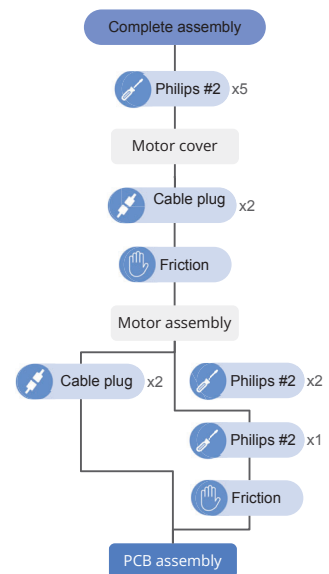 Complete assembly
Philips #2 x5
Motor cover
Cable plug x2
Friction
Motor assembly
Cable plug x2
Philips #2 x2
Philips #2 x1
Friction
PCB assembly